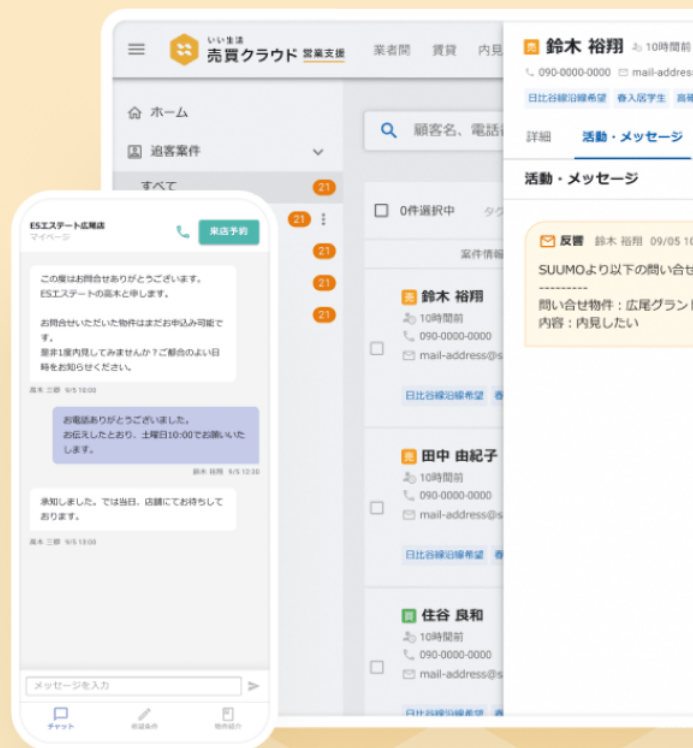 いい生活
売買クラウド 営業支援
業者間 賃貸 内見
ホーム
追客案件
すべて 21
21
21
21
21
顧客名、電話
0件選択中 タグ
案件情報
売 鈴木 裕翔
10時間前
090-0000-0000
mail-address@s
日比谷線沿線希望 春
売 田中 由紀子
10時間前
090-0000-0000
mail-address@s
日比谷線沿線希望 春
買 住谷 良和
10時間前
090-0000-0000
mail-address@s
日比谷線沿線希望
売 鈴木 裕翔 10時間前
090-0000-0000 mail-addres
日比谷線沿線希望 春入居学生
詳細 活動・メッセージ
活動・メッセージ
反響 鈴木 裕翔 09/05 10
SUUMOより以下の問い合せ
---------
問い合せ物件：広尾グランド
内容：内見したい
ESエステート広尾店
マイページ
来店予約
この度はお問合せありがとうございます。
ESエステートの高木と申します。
お問合せいただいた物件はまだお申込み可能で
す。
是非1度内見してみませんか？ご都合のよい日
時をお知らせください。
高木 三郎 9/5 10:00
お電話ありがとうございました。
お伝えしたとおり、土曜日10:00でお願いいた
します。
鈴木 裕翔 9/5 12:30
承知しました。では当日、店舗にてお待ちして
おります。
高木 三郎 9/5 13:00
メッセージを入力
チャット 希望条件 物件紹介